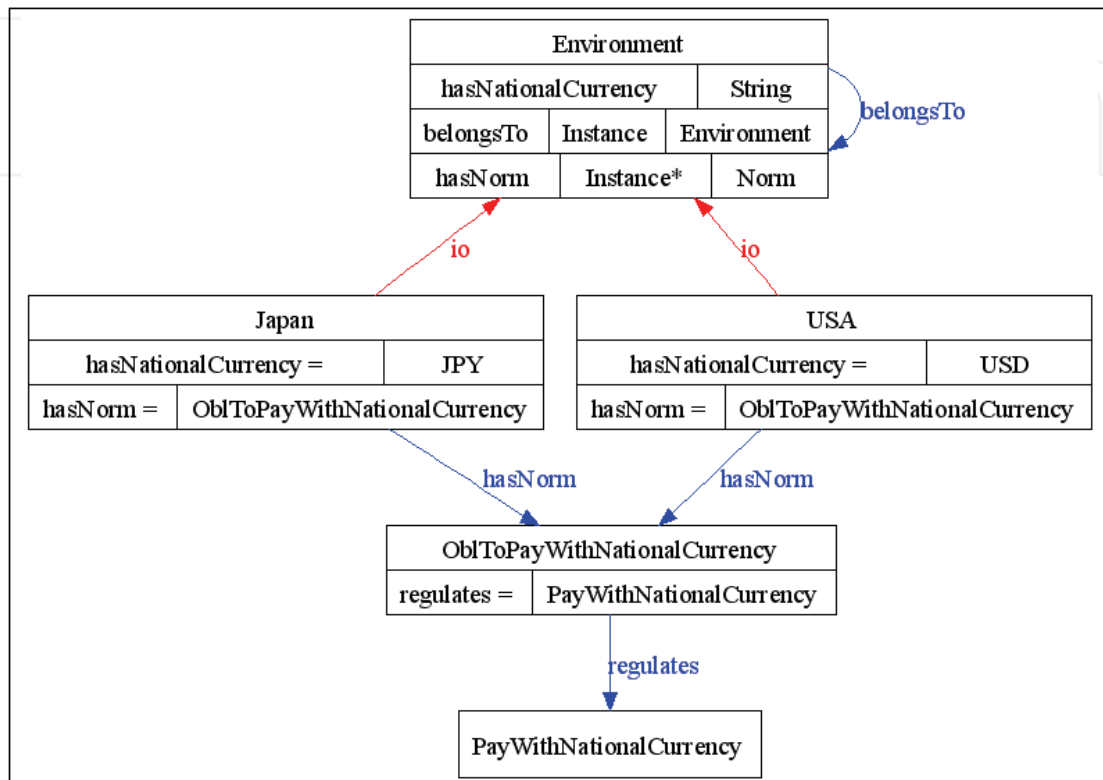 Environment
hasNationalCurrency String
belongsTo
belongsTo Instance Environment
hasNorm Instance* Norm
io io
Japan USA
hasNationalCurrency = JPY hasNationalCurrency = USD
hasNorm = OblToPayWithNationalCurrency hasNorm = OblToPayWithNationalCurrency
hasNorm hasNorm
OblToPayWithNationalCurrency
regulates = PayWithNationalCurrency
regulates
PayWithNationalCurrency